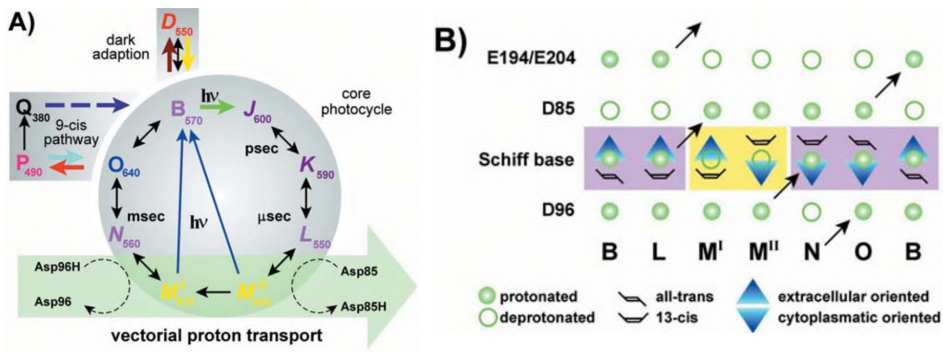 A)
dark
adaption
D550
hν
core
photocycle
Q380
9-cis
pathway
P490
B570
J600
psec
O640
K590
msec
hν
μsec
N560
L550
Asp96H
Asp96
M
M
Asp85
Asp85H
vectorial proton transport
B)
E194/E204
D85
Schiff base
D96
B L Mᴵ Mᴵᴵ N O B
protonated
deprotonated
all-trans
13-cis
extracellular oriented
cytoplasmatic oriented